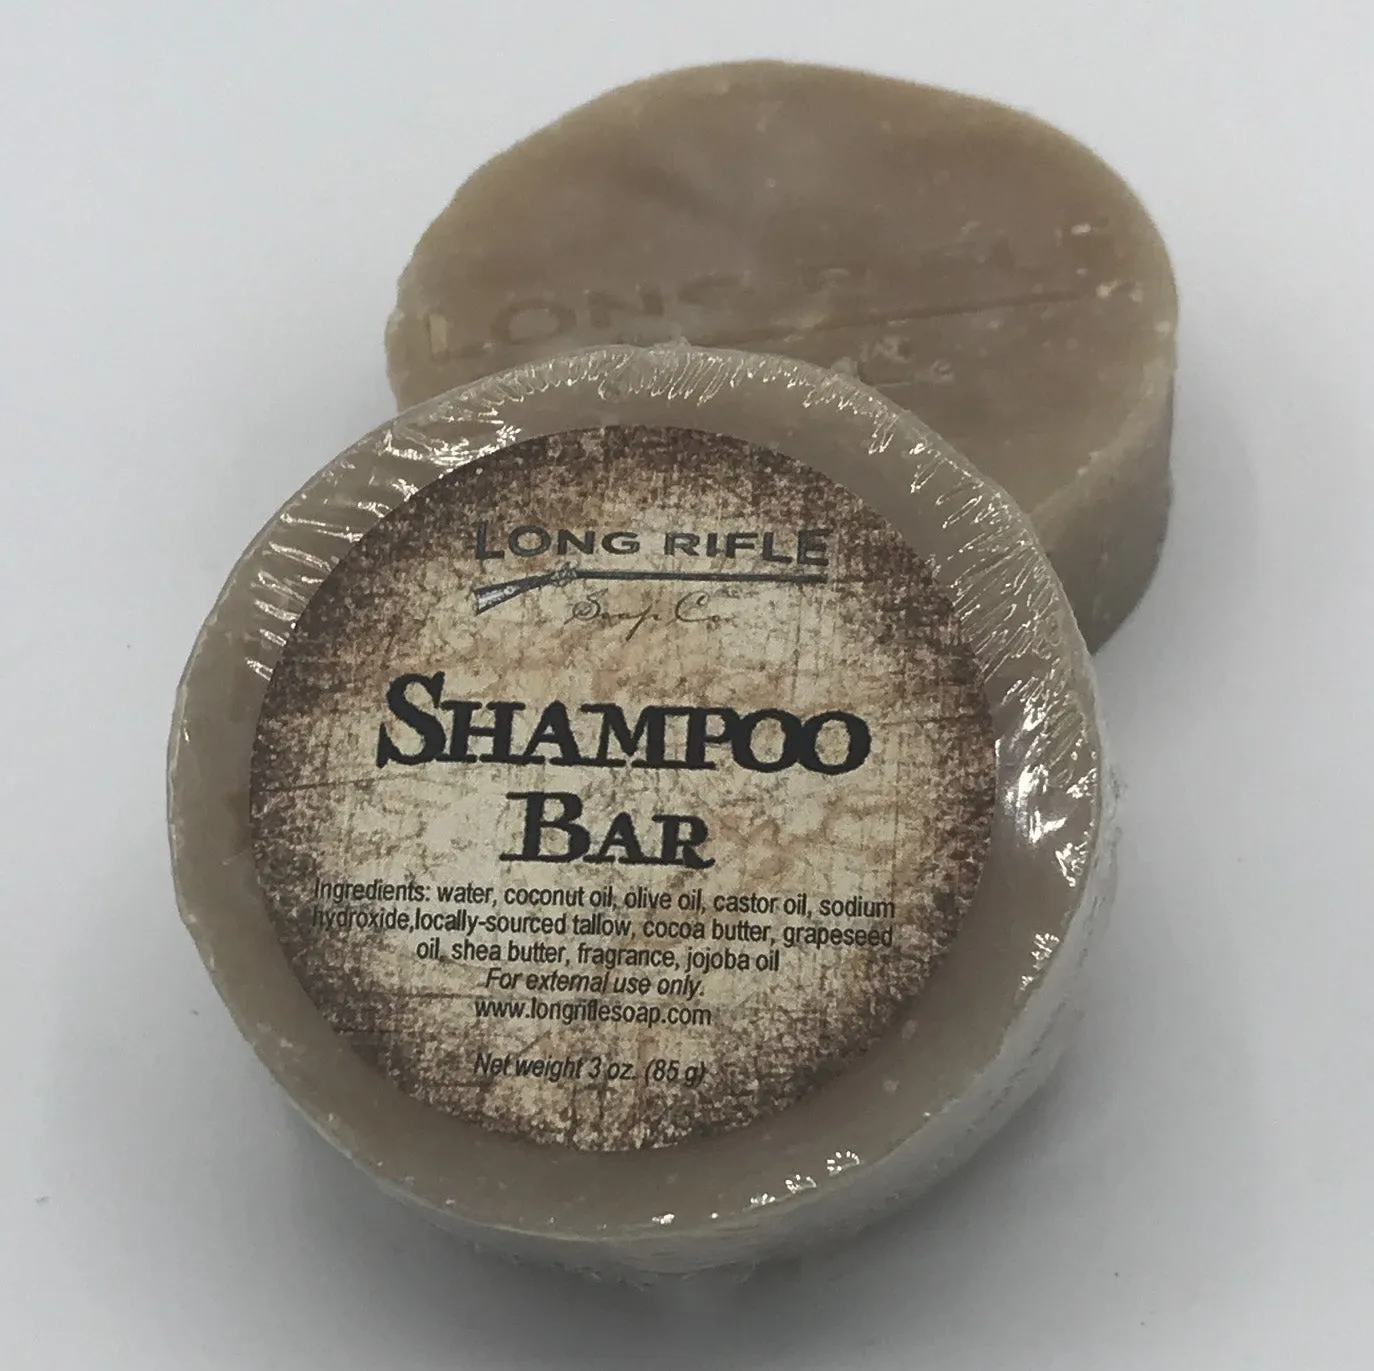 LONG
LONG RIFLE
Soap Co.
SHAMPOO
BAR
Ingredients: water, coconut oil, olive oil, castor oil, sodium
hydroxide,locally-sourced tallow, cocoa butter, grapeseed
oil, shea butter, fragrance, jojoba oil
For external use only.
www.longriflesoap.com
Net weight 3 oz. (85 g)